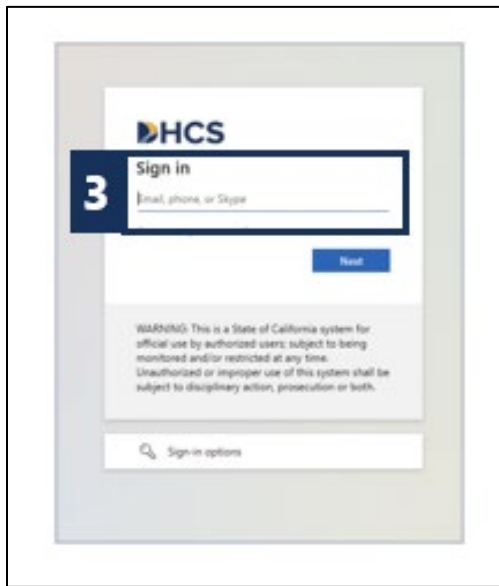 DHCS
3
Sign in
Email, phone, or Skype
Next
WARNING: This is a State of California system for
official use by authorized users; subject to being
monitored and/or restricted at any time.
Unauthorized or improper use of this system shall be
subject to disciplinary action, prosecution or both.
Sign-in options